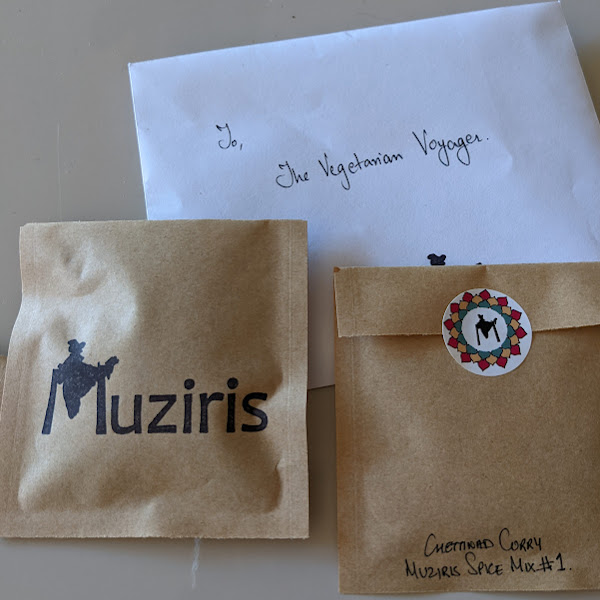 To,
The Vegetarian Voyager.
Muziris
M
CHETTINAD CURRY
MUZIRIS SPICE MIX #1.